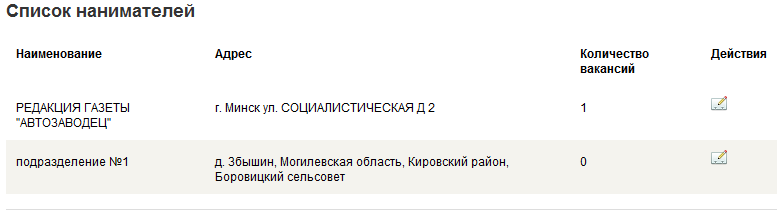 Список нанимателей
Наименование Адрес Количество вакансий Действия
РЕДАКЦИЯ ГАЗЕТЫ "АВТОЗАВОДЕЦ" г. Минск ул. СОЦИАЛИСТИЧЕСКАЯ Д 2 1
подразделение №1 д. Збышин, Могилевская область, Кировский район, Боровицкий сельсовет 0